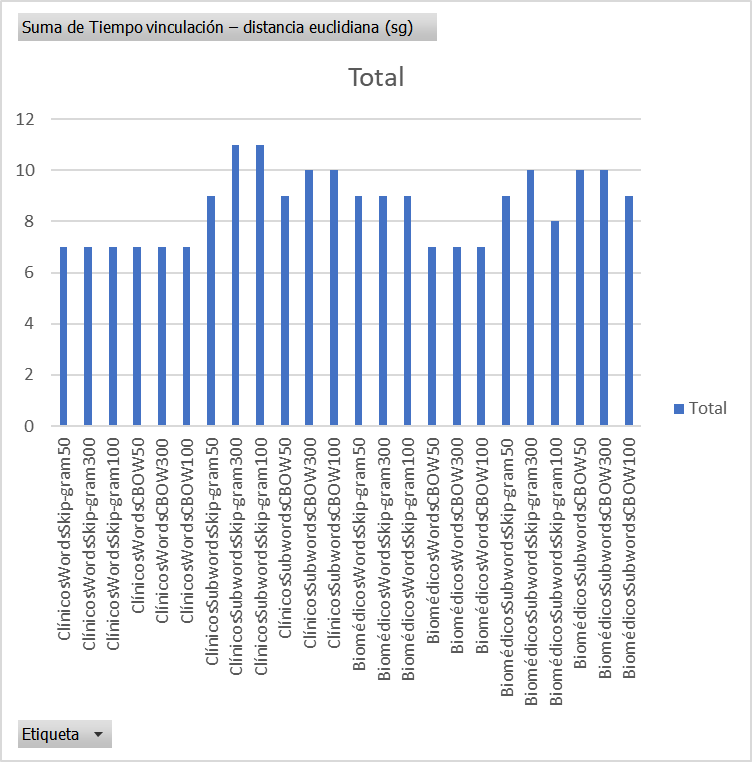 Suma de Tiempo vinculación – distancia euclidiana (sg)
Total
12
10
8
6
4
2
0
ClínicosWordsSkip-gram50
ClínicosWordsSkip-gram300
ClínicosWordsSkip-gram100
ClínicosWordsCBOW50
ClínicosWordsCBOW300
ClínicosWordsCBOW100
ClínicosSubwordsSkip-gram50
ClínicosSubwordsSkip-gram300
ClínicosSubwordsSkip-gram100
ClínicosSubwordsCBOW50
ClínicosSubwordsCBOW300
ClínicosSubwordsCBOW100
BiomédicosWordsSkip-gram50
BiomédicosWordsSkip-gram300
BiomédicosWordsSkip-gram100
BiomédicosWordsCBOW50
BiomédicosWordsCBOW300
BiomédicosWordsCBOW100
BiomédicosSubwordsSkip-gram50
BiomédicosSubwordsSkip-gram300
BiomédicosSubwordsSkip-gram100
BiomédicosSubwordsCBOW50
BiomédicosSubwordsCBOW300
BiomédicosSubwordsCBOW100
Total
Etiqueta